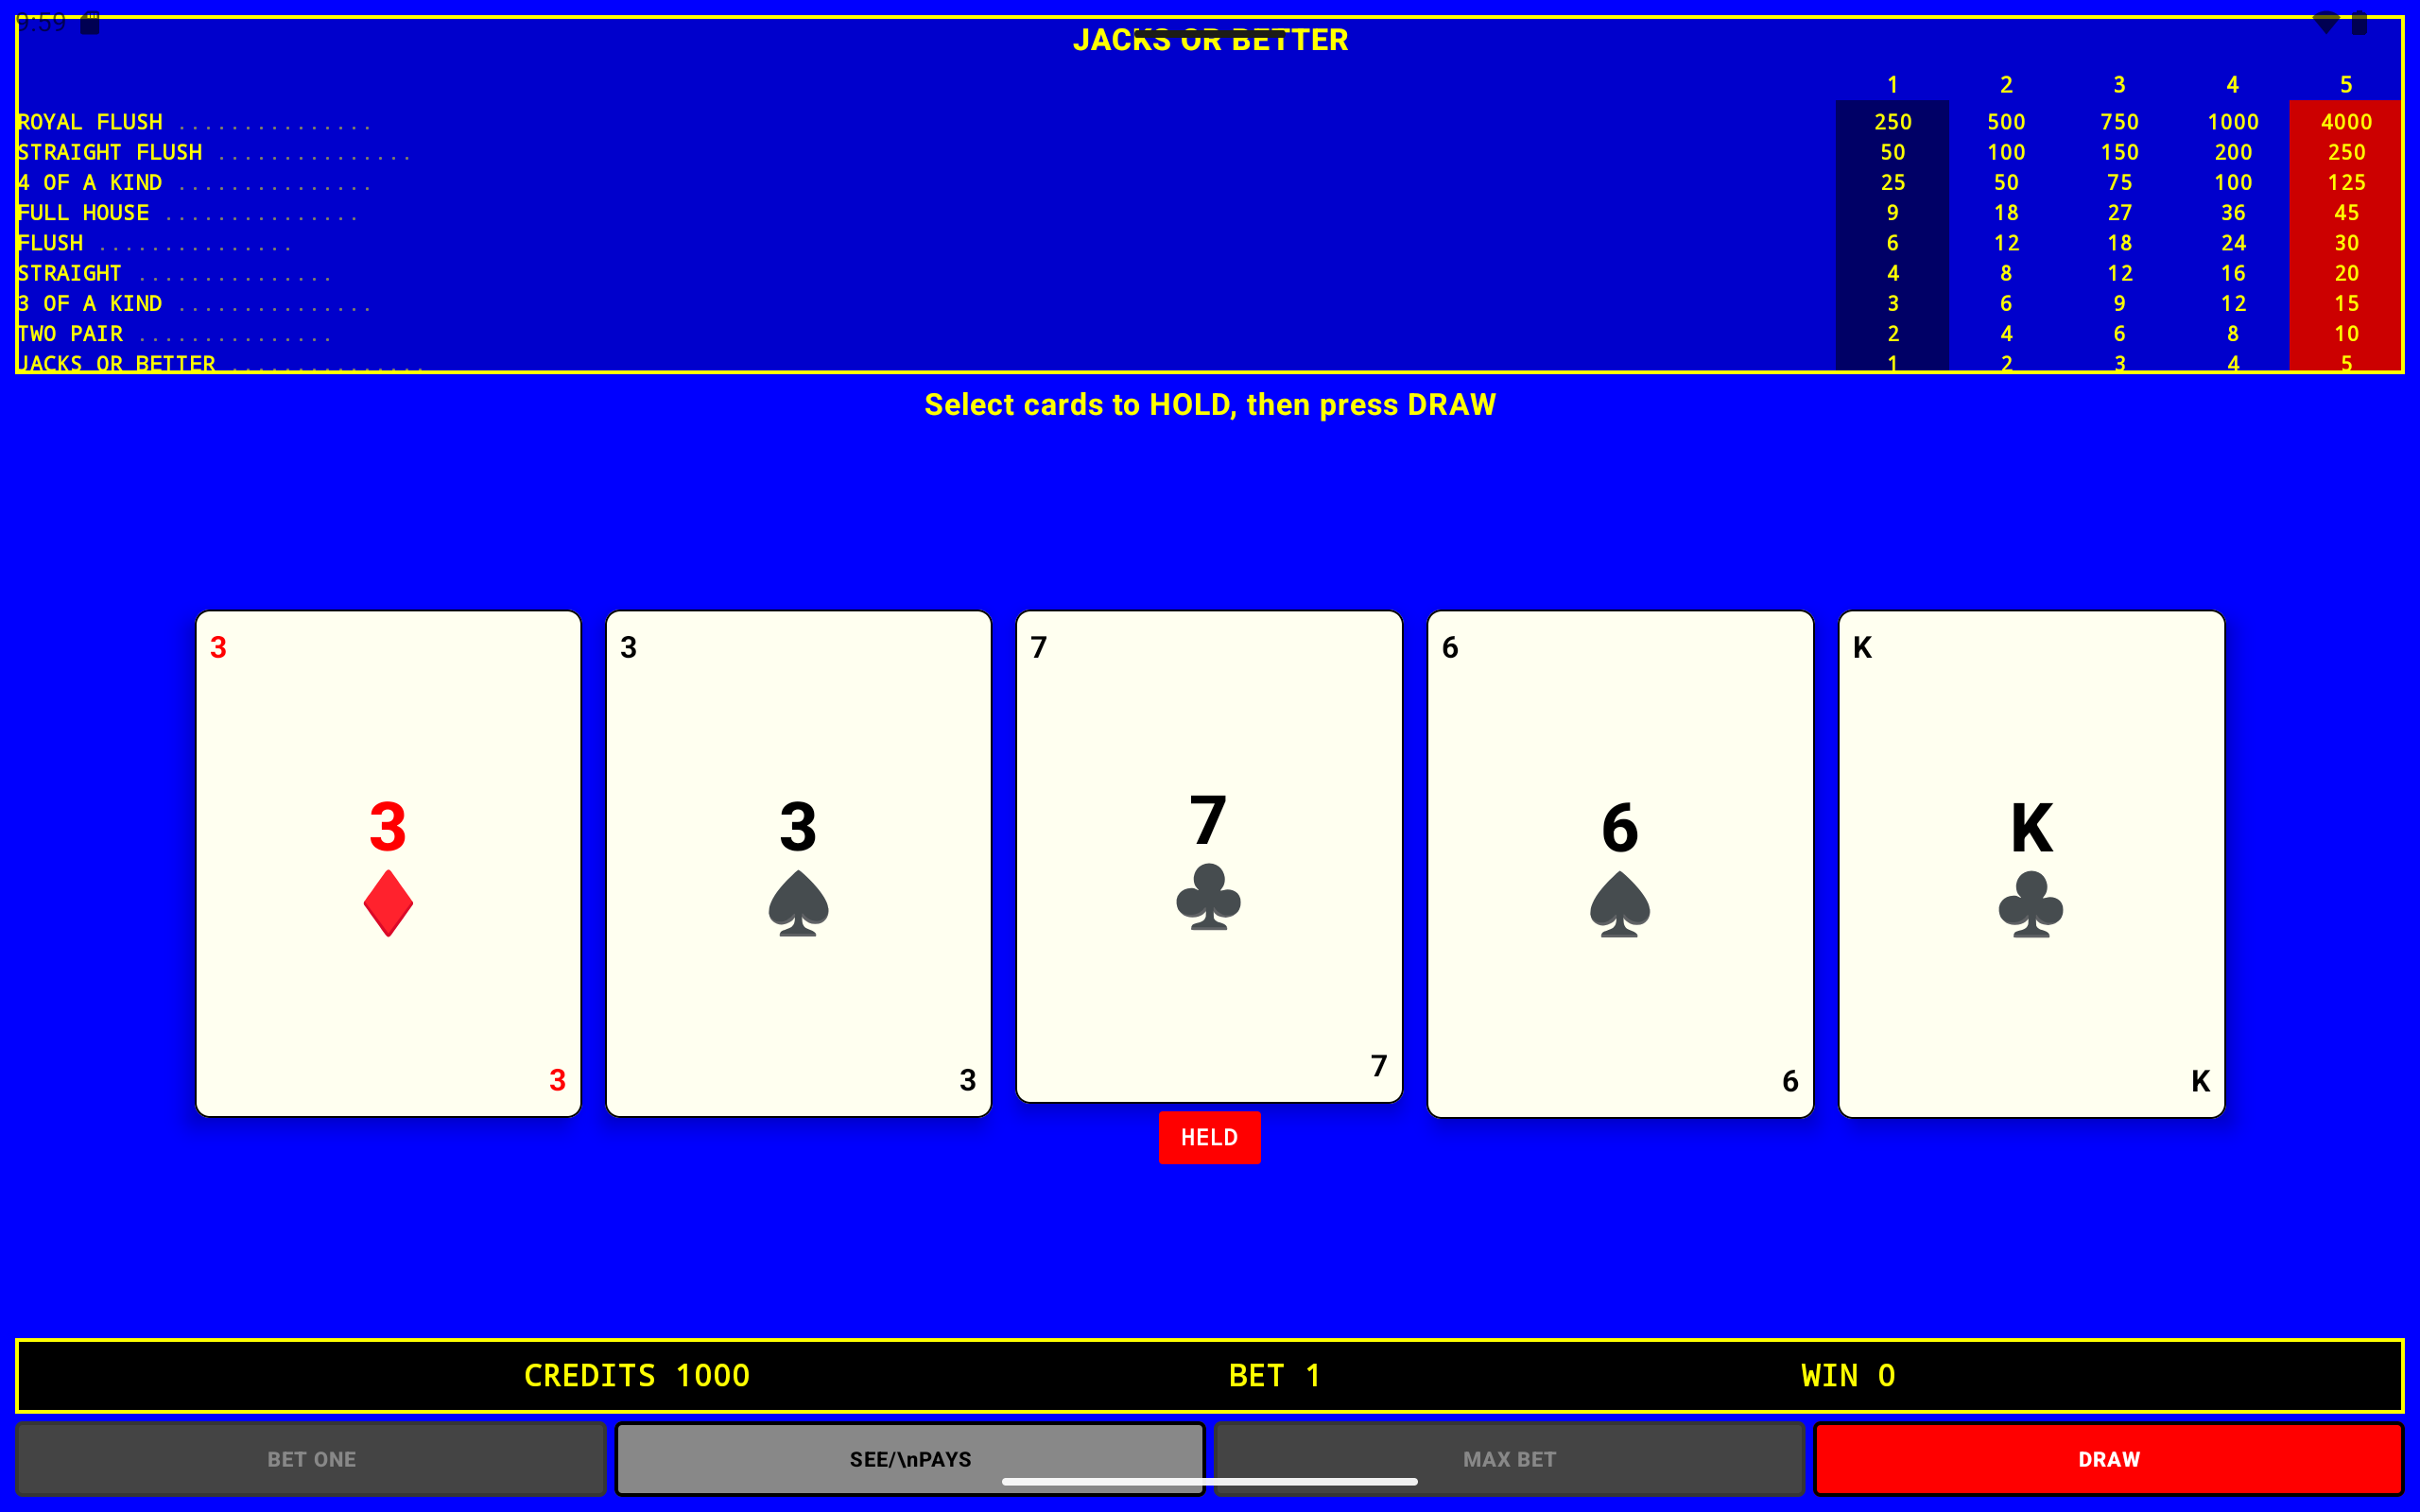 9:59
JACKS OR BETTER
1 2 3 4 5
ROYAL FLUSH ............... 250 500 750 1000 4000
STRAIGHT FLUSH ............... 50 100 150 200 250
4 OF A KIND ............... 25 50 75 100 125
FULL HOUSE ............... 9 18 27 36 45
FLUSH ............... 6 12 18 24 30
STRAIGHT ............... 4 8 12 16 20
3 OF A KIND ............... 3 6 9 12 15
TWO PAIR ............... 2 4 6 8 10
JACKS OR BETTER ............... 1 2 3 4 5
Select cards to HOLD, then press DRAW
3 3 7 6 K
3 3 7 6 K
3 3 7 6 K
HELD
CREDITS 1000 BET 1 WIN 0
BET ONE SEE/\nPAYS MAX BET DRAW